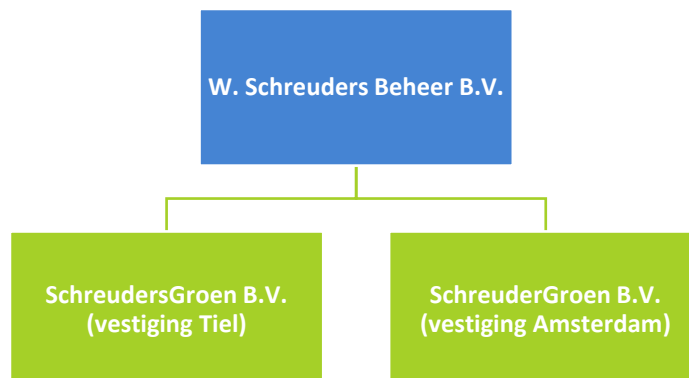 W. Schreuders Beheer B.V.
SchreudersGroen B.V.
(vestiging Tiel)
SchreuderGroen B.V.
(vestiging Amsterdam)